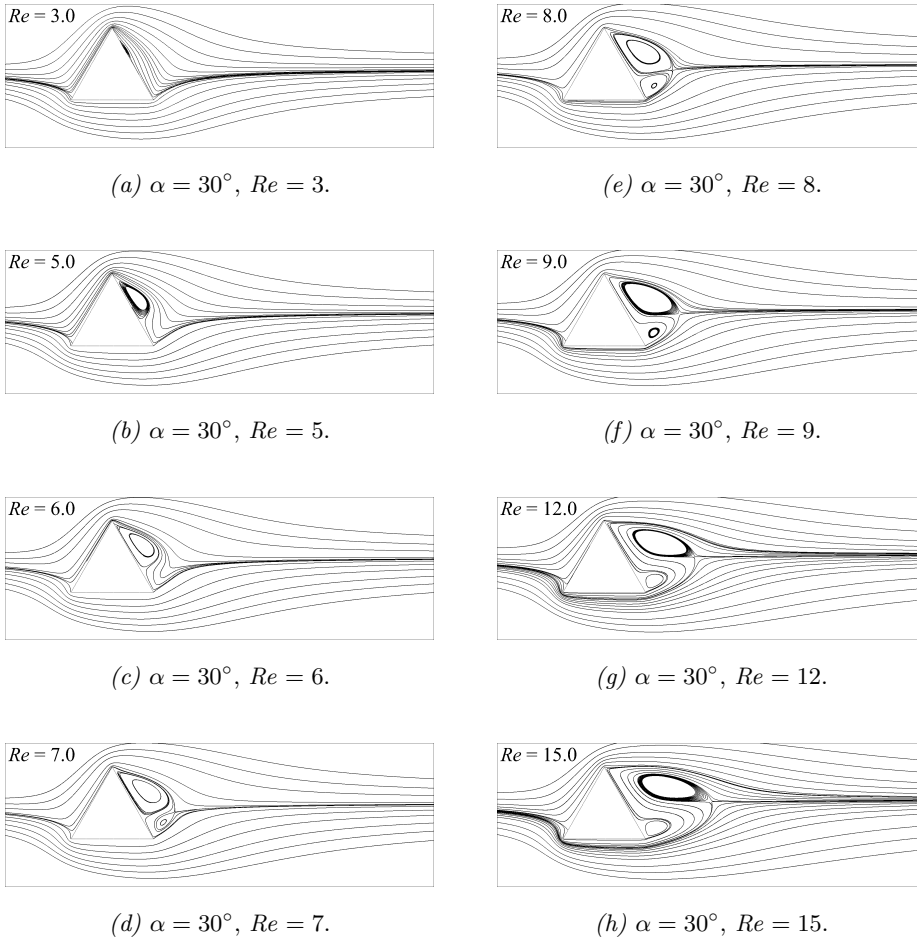 Re = 3.0
(a) α = 30°, Re = 3.
Re = 5.0
(b) α = 30°, Re = 5.
Re = 6.0
(c) α = 30°, Re = 6.
Re = 7.0
(d) α = 30°, Re = 7.
Re = 8.0
(e) α = 30°, Re = 8.
Re = 9.0
(f) α = 30°, Re = 9.
Re = 12.0
(g) α = 30°, Re = 12.
Re = 15.0
(h) α = 30°, Re = 15.